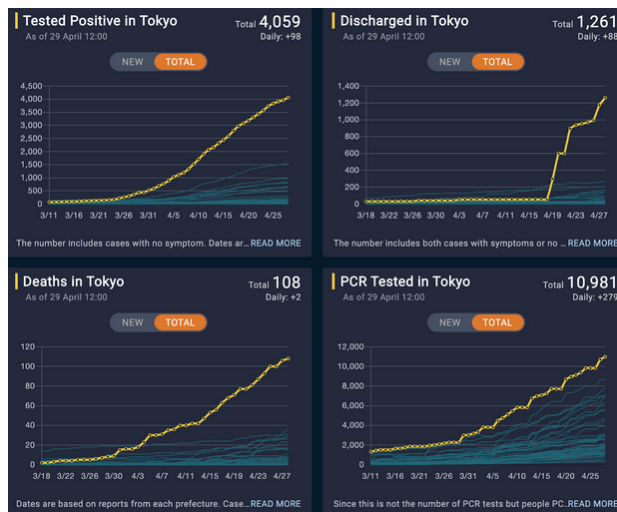 Tested Positive in Tokyo
Total 4,059
As of 29 April 12:00
Daily: +98
NEW TOTAL
4,500
4,000
3,500
3,000
2,500
2,000
1,500
1,000
500
0
3/11 3/16 3/21 3/26 3/31 4/5 4/10 4/15 4/20 4/25
The number includes cases with no symptom. Dates ar... READ MORE
Discharged in Tokyo
Total 1,261
As of 29 April 12:00
Daily: +88
NEW TOTAL
1,400
1,200
1,000
800
600
400
200
0
3/18 3/22 3/26 3/30 4/3 4/7 4/11 4/15 4/19 4/23 4/27
The number includes both cases with symptoms or no ... READ MORE
Deaths in Tokyo
Total 108
As of 29 April 12:00
Daily: +2
NEW TOTAL
120
100
80
60
40
20
0
3/18 3/22 3/26 3/30 4/3 4/7 4/11 4/15 4/19 4/23 4/27
Dates are based on reports from each prefecture. Case... READ MORE
PCR Tested in Tokyo
Total 10,981
As of 29 April 12:00
Daily: +279
NEW TOTAL
12,000
10,000
8,000
6,000
4,000
2,000
0
3/11 3/16 3/21 3/26 3/31 4/5 4/10 4/15 4/20 4/25
Since this is not the number of PCR tests but people PC... READ MORE